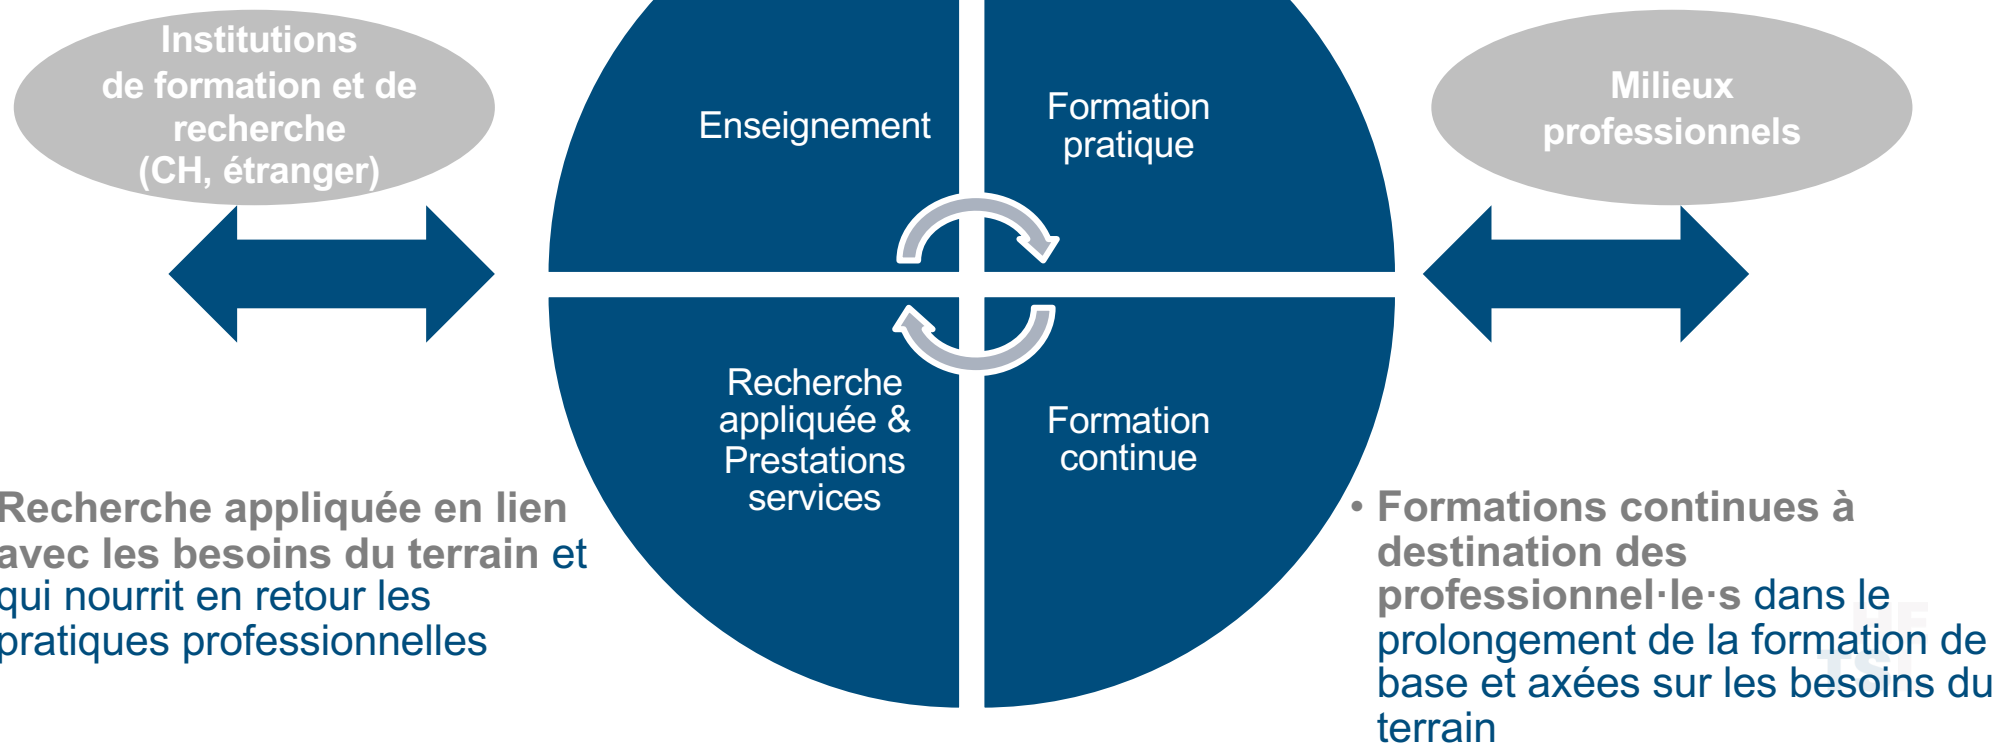 Institutions
de formation et de
recherche
(CH, étranger)
Enseignement
Formation
pratique
Milieux
professionnels
Recherche
appliquée &
Prestations
services
Formation
continue
Recherche appliquée en lien
avec les besoins du terrain et
qui nourrit en retour les
pratiques professionnelles
• Formations continues à
destination des
professionnel·le·s dans le
prolongement de la formation de
base et axées sur les besoins du
terrain